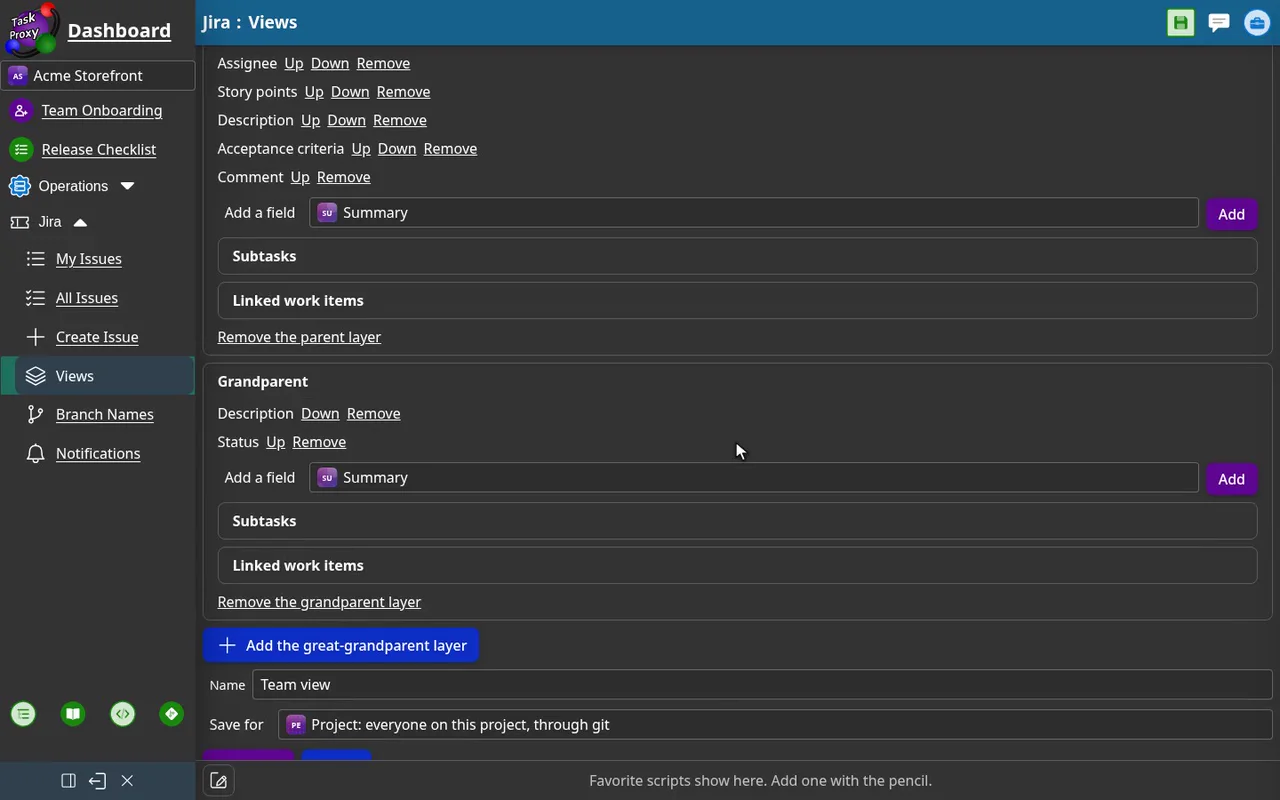 Task Proxy
Dashboard
Jira : Views
AS Acme Storefront
Team Onboarding
Release Checklist
Operations
Jira
My Issues
All Issues
Create Issue
Views
Branch Names
Notifications
Assignee Up Down Remove
Story points Up Down Remove
Description Up Down Remove
Acceptance criteria Up Down Remove
Comment Up Remove
Add a field SU Summary Add
Subtasks
Linked work items
Remove the parent layer
Grandparent
Description Down Remove
Status Up Remove
Add a field SU Summary Add
Subtasks
Linked work items
Remove the grandparent layer
Add the great-grandparent layer
Name Team view
Save for PE Project: everyone on this project, through git
Favorite scripts show here. Add one with the pencil.